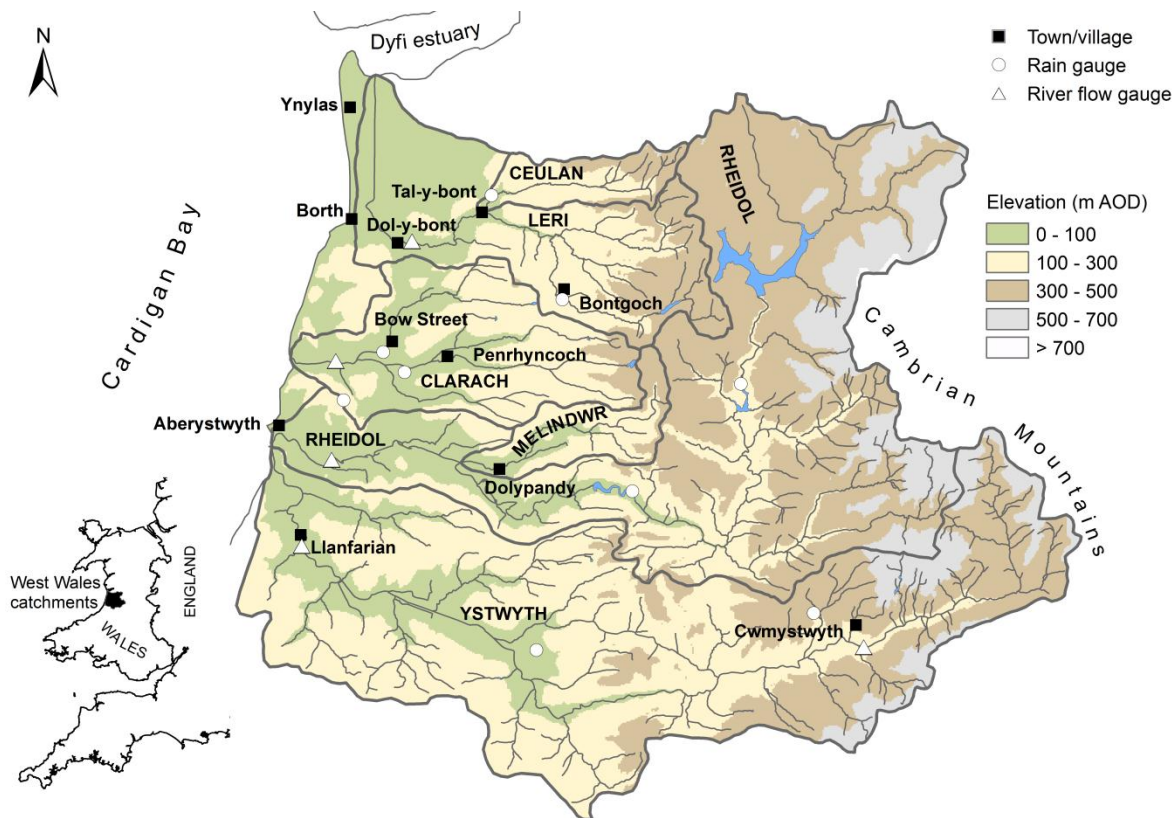 N
Dyfi estuary
Town/village
Rain gauge
River flow gauge
Ynylas
CEULAN
RHEIDOL
Tal-y-bont
Borth
LERI
Dol-y-bont
Elevation (m AOD)
0 - 100
100 - 300
300 - 500
500 - 700
> 700
Cardigan Bay
Bontgoch
Bow Street
Penrhyncoch
CLARACH
Cambrian
Mountains
Aberystwyth
RHEIDOL
MELINDWR
Dolypandy
Llanfarian
YSTWYTH
Cwmystwyth
West Wales
catchments
ENGLAND
WALES